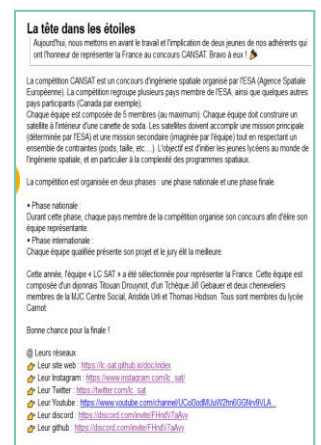 La tête dans les étoiles
Aujourd'hui, nous mettons en avant le travail et l'implication de deux jeunes de nos adhérents qui
ont l'honneur de représenter la France au concours CANSAT. Bravo à eux !
La compétition CANSAT est un concours d'ingénierie spatiale organisé par l'ESA (Agence Spatiale
Européenne). La compétition regroupe plusieurs pays membre de l'ESA, ainsi que quelques autres
pays participants (Canada par exemple).
Chaque équipe est composée de 5 membres (au maximum). Chaque équipe doit construire un
satellite à l'intérieur d'une canette de soda. Les satellites doivent accomplir une mission principale
(déterminée par l'ESA) et une mission secondaire (imaginée par l'équipe) tout en respectant un
ensemble de contraintes (poids, taille, etc…). L'objectif est d'initier les jeunes lycéens au monde de
l'ingénierie spatiale, et en particulier à la complexité des programmes spatiaux.
La compétition est organisée en deux phases : une phase nationale et une phase finale.
• Phase nationale :
Durant cette phase, chaque pays membre de la compétition organise son concours afin d'élire son
équipe représentante.
• Phase internationale :
Chaque équipe qualifiée présente son projet et le jury élit la meilleure.
Cette année, l'équipe « LC SAT » a été sélectionnée pour représenter la France. Cette équipe est
composée d'un dijonnais Titouan Drouynot, d'un Tchèque Jiff Gebauer et deux cheneveliers
membres de la MJC Centre Social, Aristide Urli et Thomas Hodson. Tous sont membres du lycée
Carnot.
Bonne chance pour la finale !
@ Leurs réseaux
Leur site web : https://lc-sat.github.io/doc/index
Leur Instagram : https://www.instagram.com/lc_sat/
Leur Twitter : https://twitter.com/lc_sat
Leur Youtube : https://www.youtube.com/channel/
Leur discord : https://discord.com/invite/FHndV7aAyy
Leur github : https://discord.com/invite/FHndV7aAyy